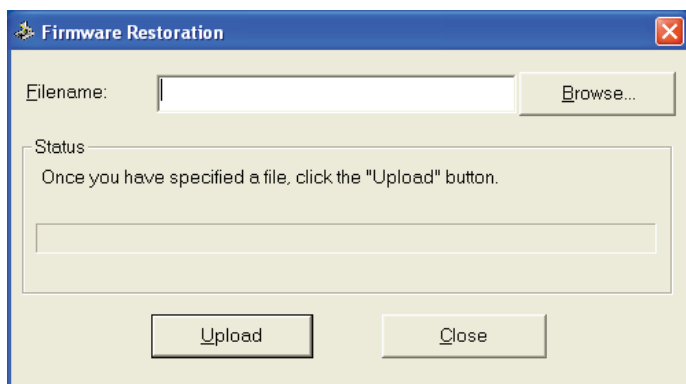 Firmware Restoration
Filename:
Browse...
Status
Once you have specified a file, click the "Upload" button.
Upload
Close